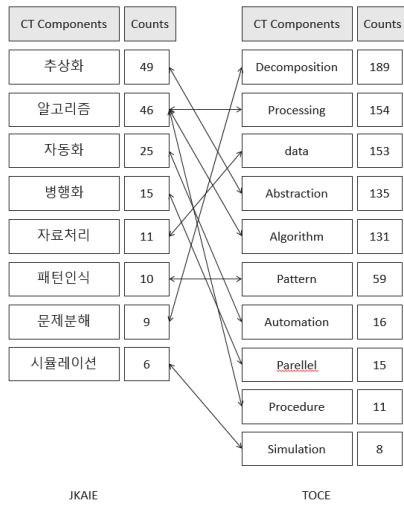 CT Components Counts CT Components Counts
추상화 49 Decomposition 189
알고리즘 46 Processing 154
자동화 25 data 153
병행화 15 Abstraction 135
자료처리 11 Algorithm 131
패턴인식 10 Pattern 59
문제분해 9 Automation 16
시뮬레이션 6 Parellel 15
Procedure 11
Simulation 8
JKAIE TOCE